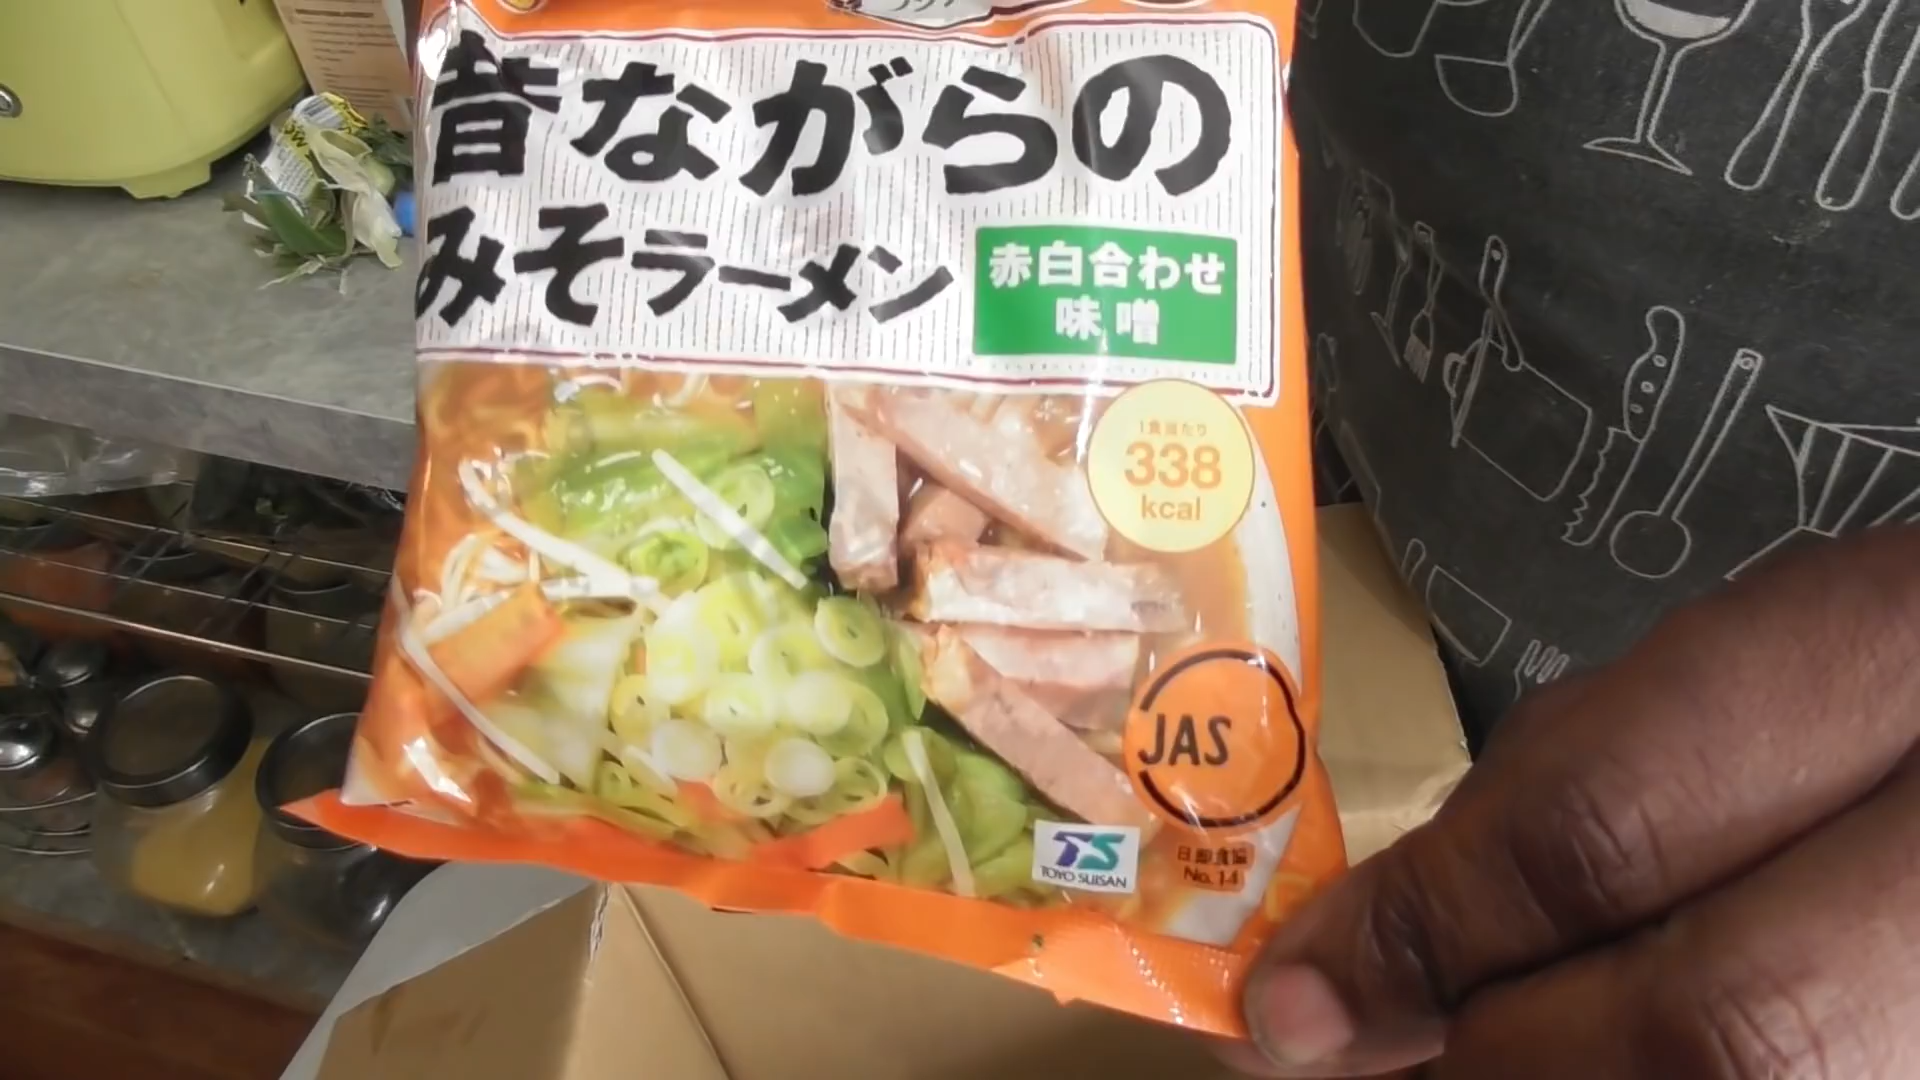 昔ながらの
みそラーメン
赤白合わせ
味噌
1食当たり
338
kcal
JAS
TS
TOYO SUISAN
日即食協
No.14